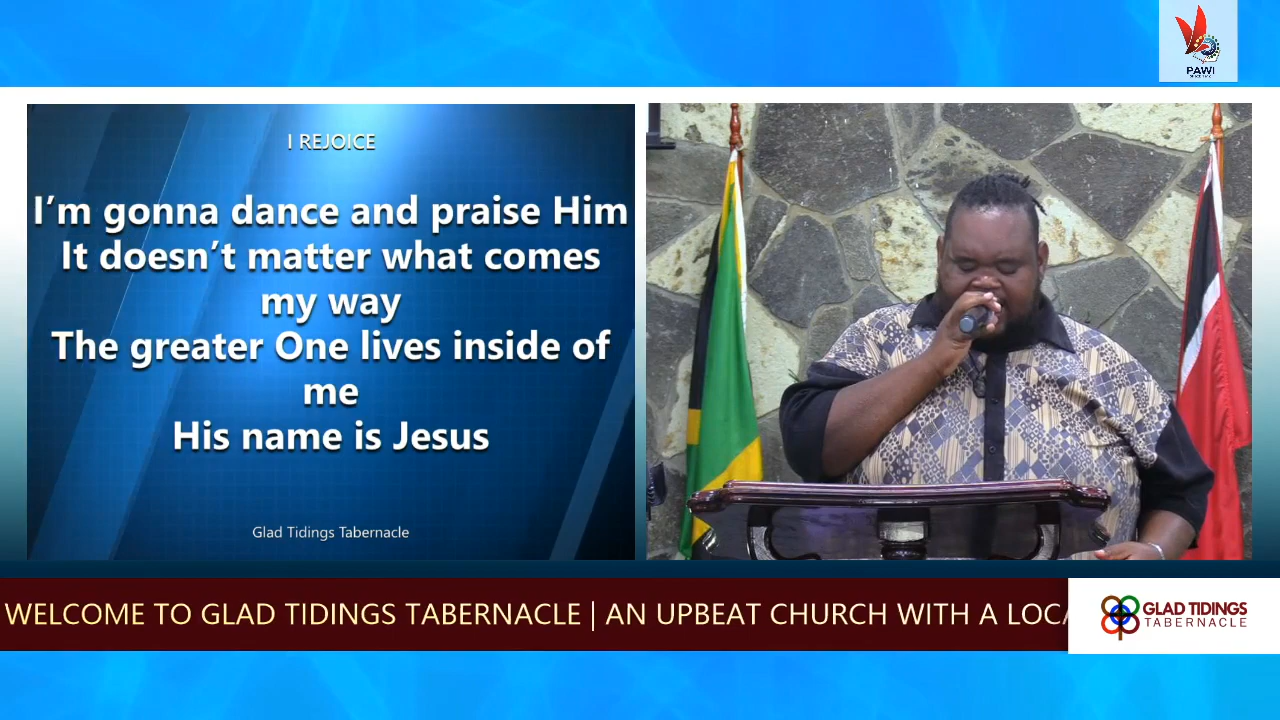 PAWI
I REJOICE
I’m gonna dance and praise Him
It doesn’t matter what comes
my way
The greater One lives inside of
me
His name is Jesus
Glad Tidings Tabernacle
WELCOME TO GLAD TIDINGS TABERNACLE | AN UPBEAT CHURCH WITH A LOCA
GLAD TIDINGS
TABERNACLE